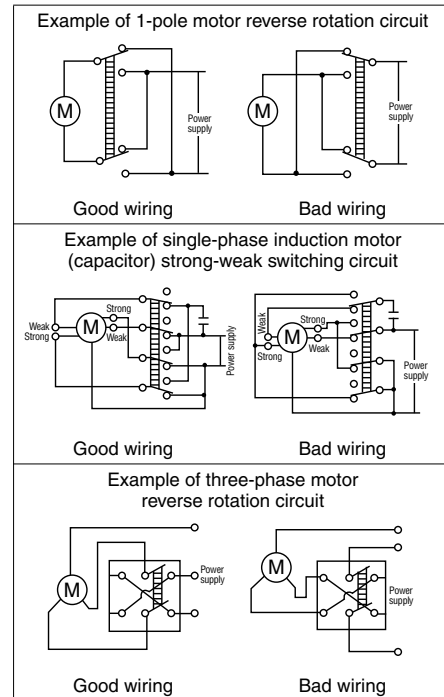 Example of 1-pole motor reverse rotation circuit
M
Power
supply
M
Power
supply
Good wiring
Bad wiring
Example of single-phase induction motor
(capacitor) strong-weak switching circuit
Strong
Weak
Strong
M
Weak
Power supply
Weak
Strong
Strong
M
Weak
Power
supply
Good wiring
Bad wiring
Example of three-phase motor
reverse rotation circuit
M
Power
supply
M
Power
supply
Good wiring
Bad wiring